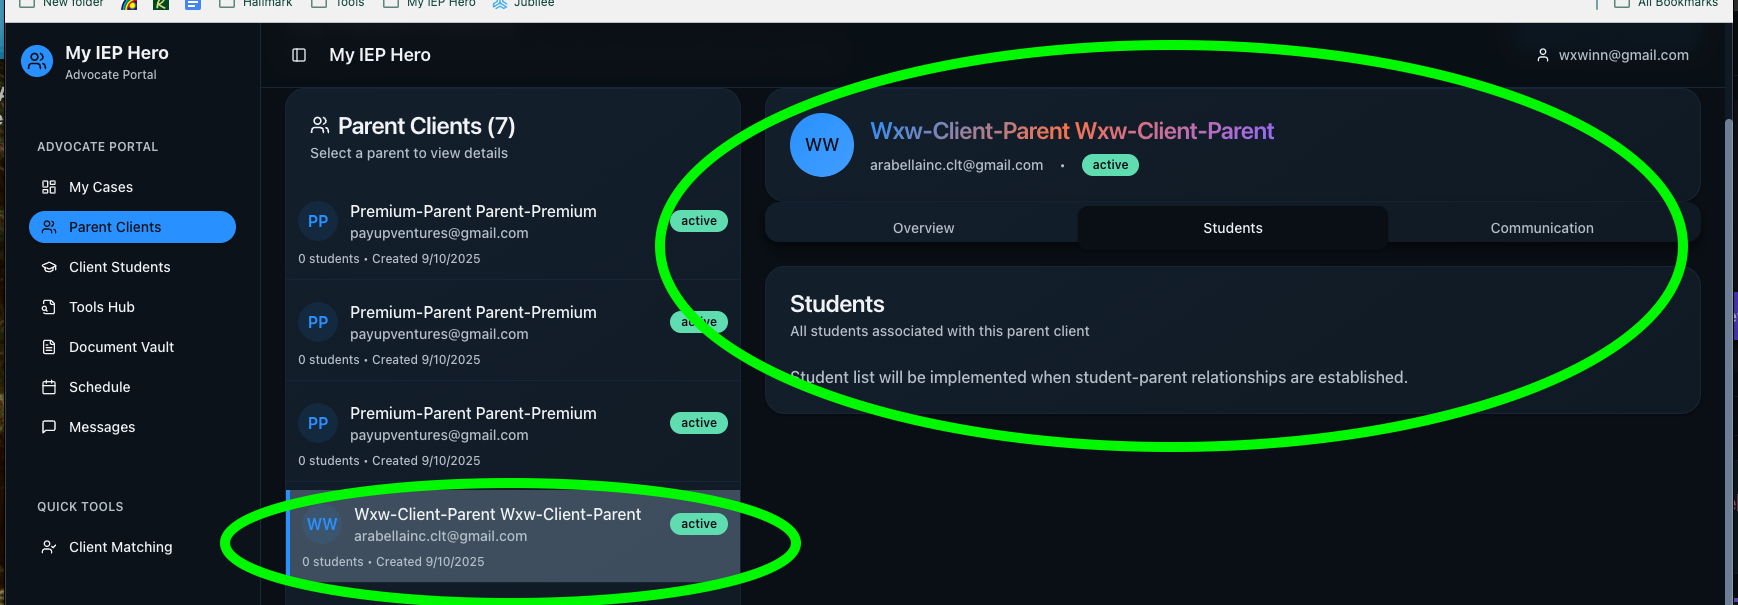 New folder
Hallmark
Tools
My IEP Hero
Jubilee
All Bookmarks
My IEP Hero
Advocate Portal
My IEP Hero
wxwinn@gmail.com
ADVOCATE PORTAL
My Cases
Parent Clients
Client Students
Tools Hub
Document Vault
Schedule
Messages
QUICK TOOLS
Client Matching
Parent Clients (7)
Select a parent to view details
PP
Premium-Parent Parent-Premium
payupventures@gmail.com
active
0 students • Created 9/10/2025
PP
Premium-Parent Parent-Premium
payupventures@gmail.com
active
0 students • Created 9/10/2025
PP
Premium-Parent Parent-Premium
payupventures@gmail.com
active
0 students • Created 9/10/2025
WW
Wxw-Client-Parent Wxw-Client-Parent
arabellainc.clt@gmail.com
active
0 students • Created 9/10/2025
WW
Wxw-Client-Parent Wxw-Client-Parent
arabellainc.clt@gmail.com • active
Overview
Students
Communication
Students
All students associated with this parent client
Student list will be implemented when student-parent relationships are established.